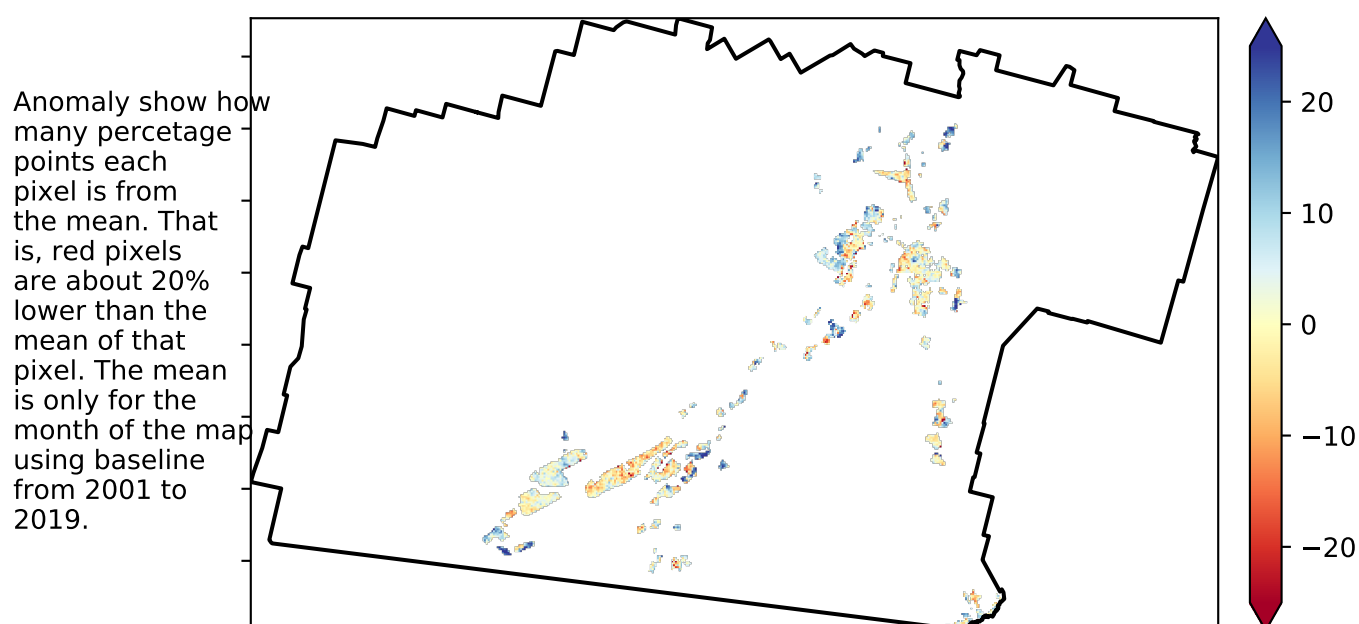 Anomaly show how
many percetage
points each
pixel is from
the mean. That
is, red pixels
are about 20%
lower than the
mean of that
pixel. The mean
is only for the
month of the map
using baseline
from 2001 to
2019.
20
10
0
−10
−20